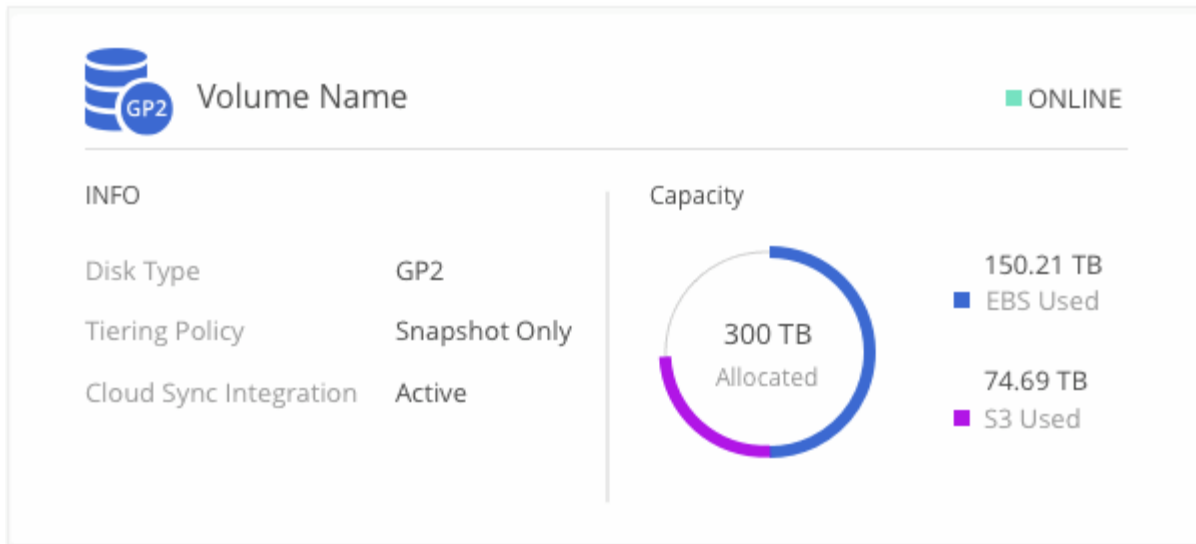 GP2
Volume Name
ONLINE
INFO
Disk Type GP2
Tiering Policy Snapshot Only
Cloud Sync Integration Active
Capacity
300 TB
Allocated
150.21 TB
EBS Used
74.69 TB
S3 Used